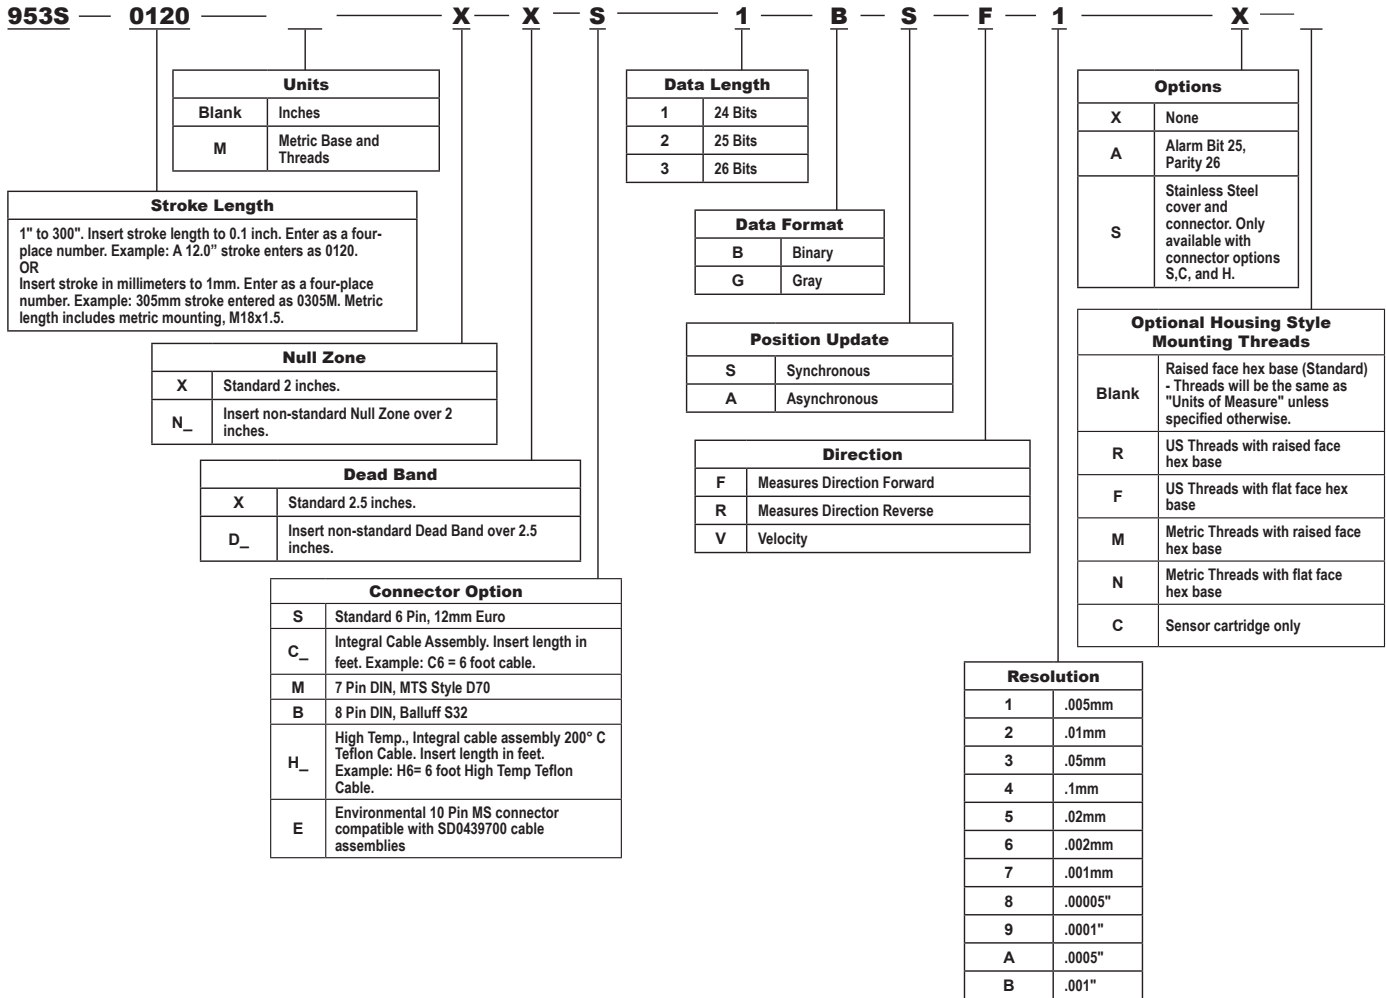 953S — 0120 — — X — X — S — 1 — B — S — F — 1 — X —
Units
Blank Inches
M Metric Base and
Threads
Stroke Length
1" to 300". Insert stroke length to 0.1 inch. Enter as a four-
place number. Example: A 12.0” stroke enters as 0120.
OR
Insert stroke in millimeters to 1mm. Enter as a four-place
number. Example: 305mm stroke entered as 0305M. Metric
length includes metric mounting, M18x1.5.
Null Zone
X Standard 2 inches.
N_ Insert non-standard Null Zone over 2
inches.
Dead Band
X Standard 2.5 inches.
D_ Insert non-standard Dead Band over 2.5
inches.
Connector Option
S Standard 6 Pin, 12mm Euro
C_ Integral Cable Assembly. Insert length in
feet. Example: C6 = 6 foot cable.
M 7 Pin DIN, MTS Style D70
B 8 Pin DIN, Balluff S32
H_ High Temp., Integral cable assembly 200° C
Teflon Cable. Insert length in feet.
Example: H6= 6 foot High Temp Teflon
Cable.
E Environmental 10 Pin MS connector
compatible with SD0439700 cable
assemblies
Data Length
1 24 Bits
2 25 Bits
3 26 Bits
Data Format
B Binary
G Gray
Position Update
S Synchronous
A Asynchronous
Direction
F Measures Direction Forward
R Measures Direction Reverse
V Velocity
Resolution
1 .005mm
2 .01mm
3 .05mm
4 .1mm
5 .02mm
6 .002mm
7 .001mm
8 .00005"
9 .0001"
A .0005"
B .001"
Options
X None
A Alarm Bit 25,
Parity 26
S Stainless Steel
cover and
connector. Only
available with
connector options
S,C, and H.
Optional Housing Style
Mounting Threads
Blank Raised face hex base (Standard)
- Threads will be the same as
"Units of Measure" unless
specified otherwise.
R US Threads with raised face
hex base
F US Threads with flat face hex
base
M Metric Threads with raised face
hex base
N Metric Threads with flat face
hex base
C Sensor cartridge only